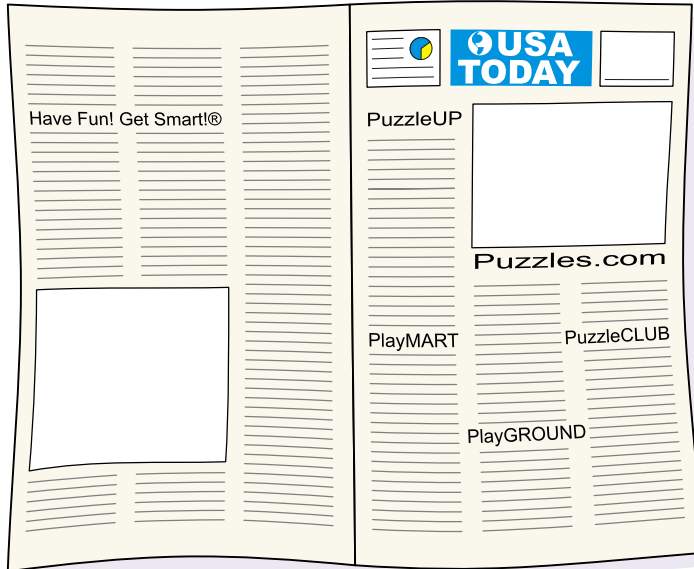 Have Fun! Get Smart!®
USA
TODAY
PuzzleUP
Puzzles.com
PlayMART
PuzzleCLUB
PlayGROUND